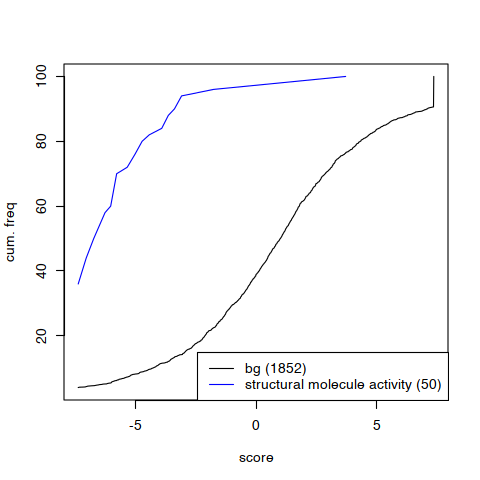 cum. freq
100
80
60
40
20
bg (1852)
structural molecule activity (50)
-5
0
5
score